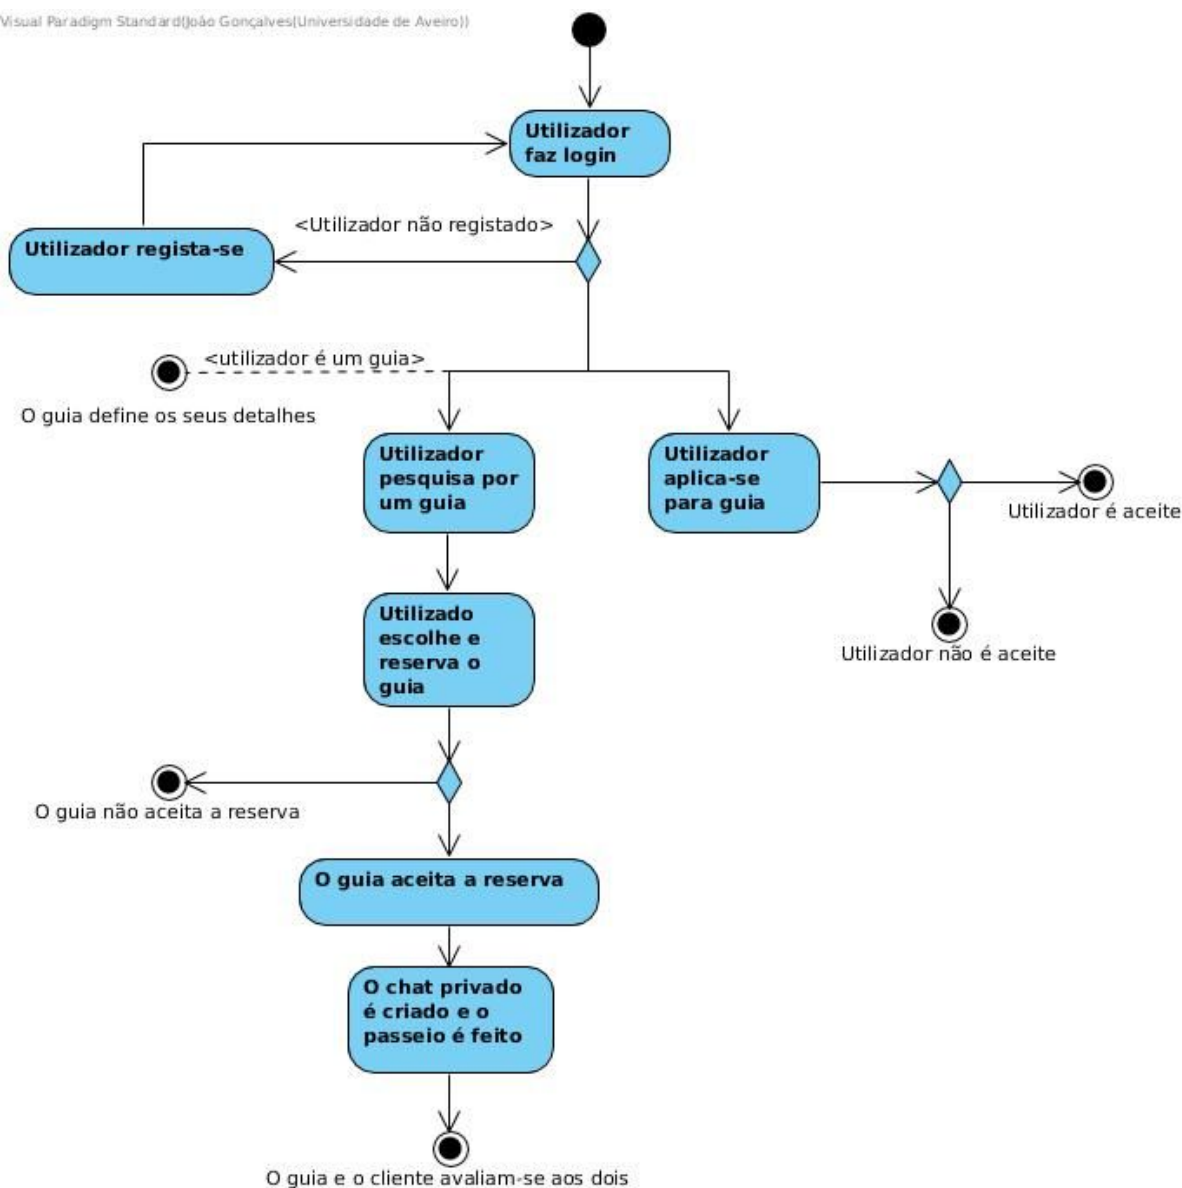 Visual Paradigm Standard(João Gonçalves(Universidade de Aveiro))
Utilizador
faz login
<Utilizador não registado>
Utilizador regista-se
<utilizador é um guia>
O guia define os seus detalhes
Utilizador
pesquisa por
um guia
Utilizador
aplica-se
para guia
Utilizador é aceite
Utilizado
escolhe e
reserva o
guia
Utilizador não é aceite
O guia não aceita a reserva
O guia aceita a reserva
O chat privado
é criado e o
passeio é feito
O guia e o cliente avaliam-se aos dois